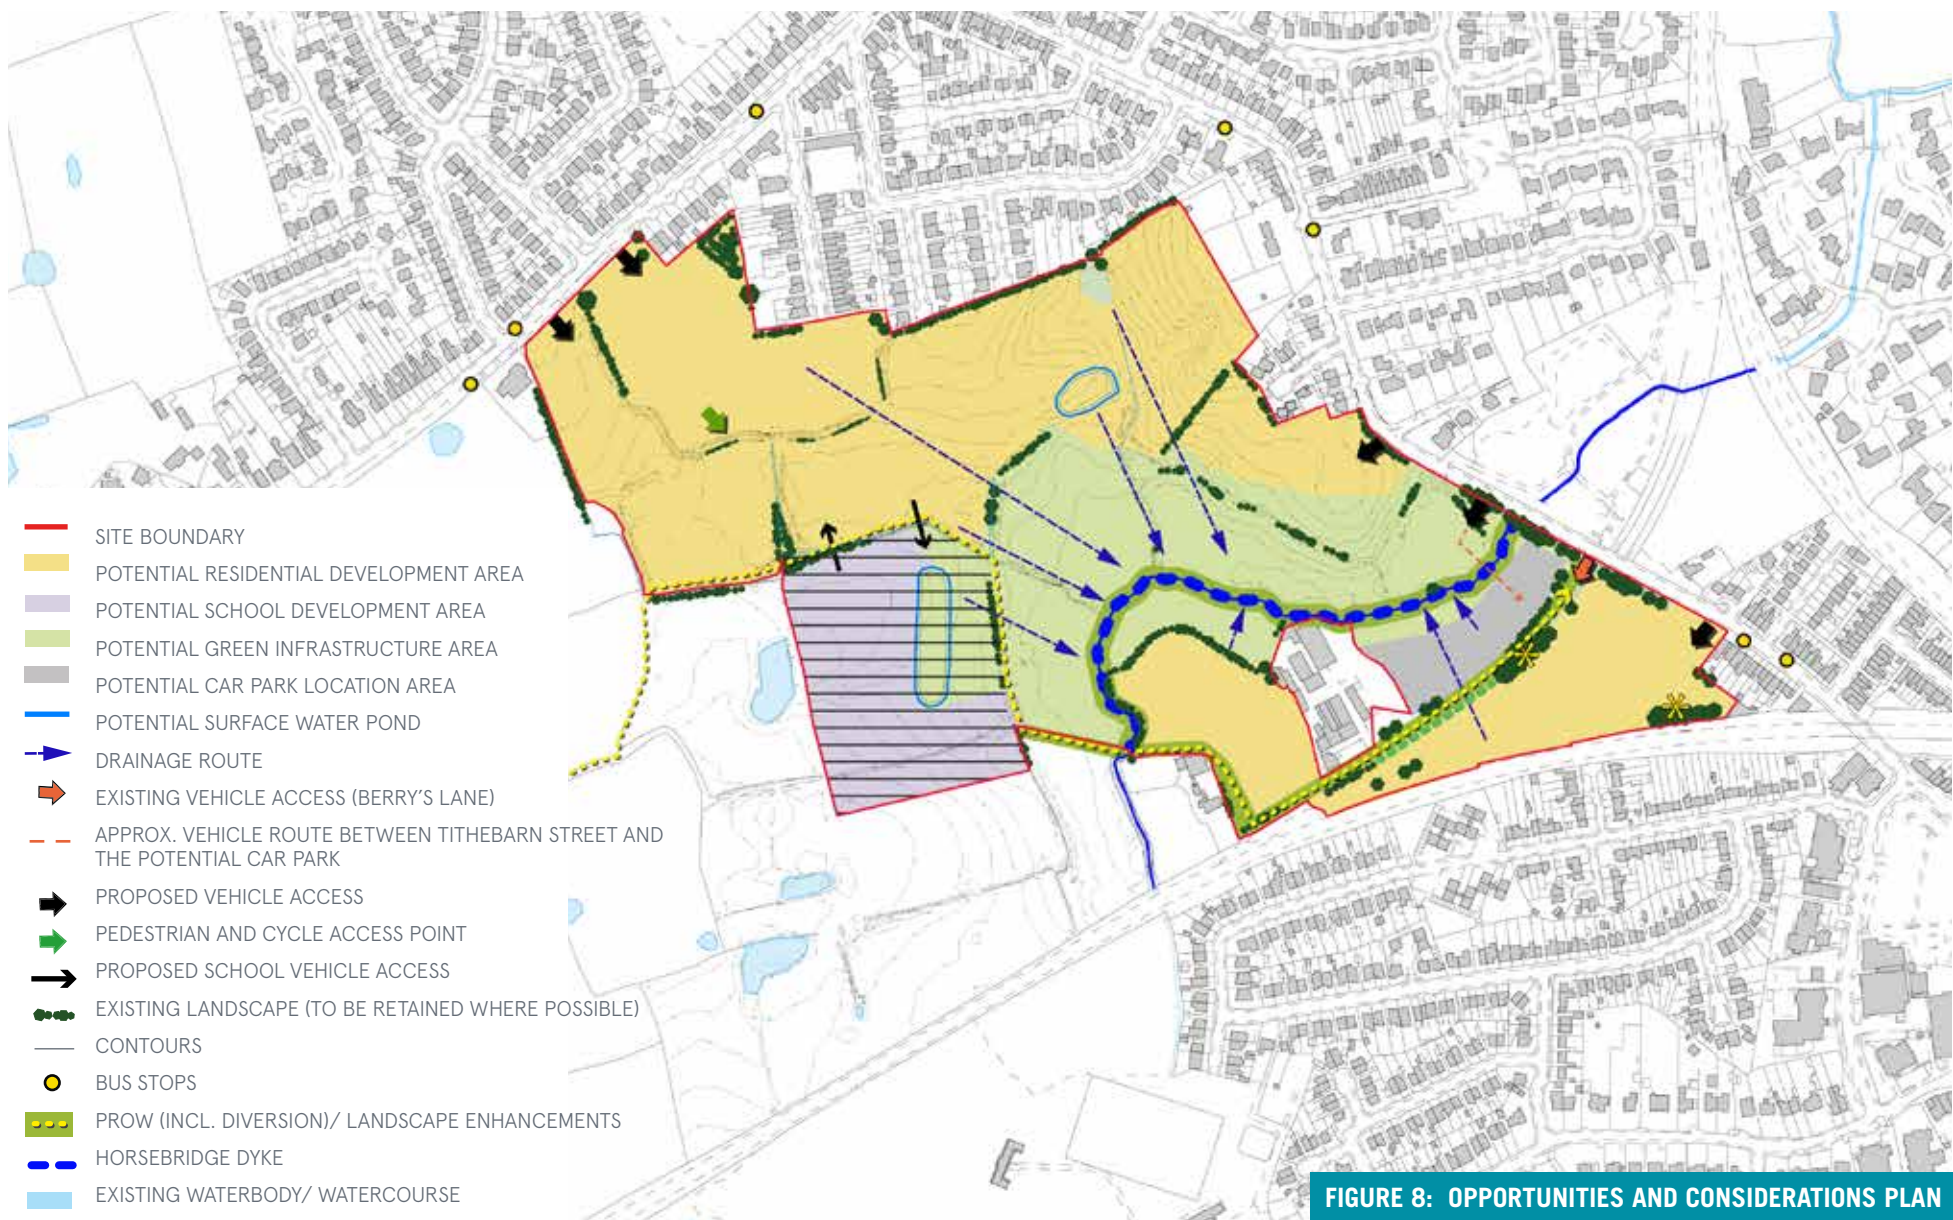 SITE BOUNDARY
POTENTIAL RESIDENTIAL DEVELOPMENT AREA
POTENTIAL SCHOOL DEVELOPMENT AREA
POTENTIAL GREEN INFRASTRUCTURE AREA
POTENTIAL CAR PARK LOCATION AREA
POTENTIAL SURFACE WATER POND
DRAINAGE ROUTE
EXISTING VEHICLE ACCESS (BERRY'S LANE)
APPROX. VEHICLE ROUTE BETWEEN TITHEBARN STREET AND
THE POTENTIAL CAR PARK
PROPOSED VEHICLE ACCESS
PEDESTRIAN AND CYCLE ACCESS POINT
PROPOSED SCHOOL VEHICLE ACCESS
EXISTING LANDSCAPE (TO BE RETAINED WHERE POSSIBLE)
CONTOURS
BUS STOPS
PROW (INCL. DIVERSION)/ LANDSCAPE ENHANCEMENTS
HORSEBRIDGE DYKE
EXISTING WATERBODY/ WATERCOURSE
FIGURE 8: OPPORTUNITIES AND CONSIDERATIONS PLAN